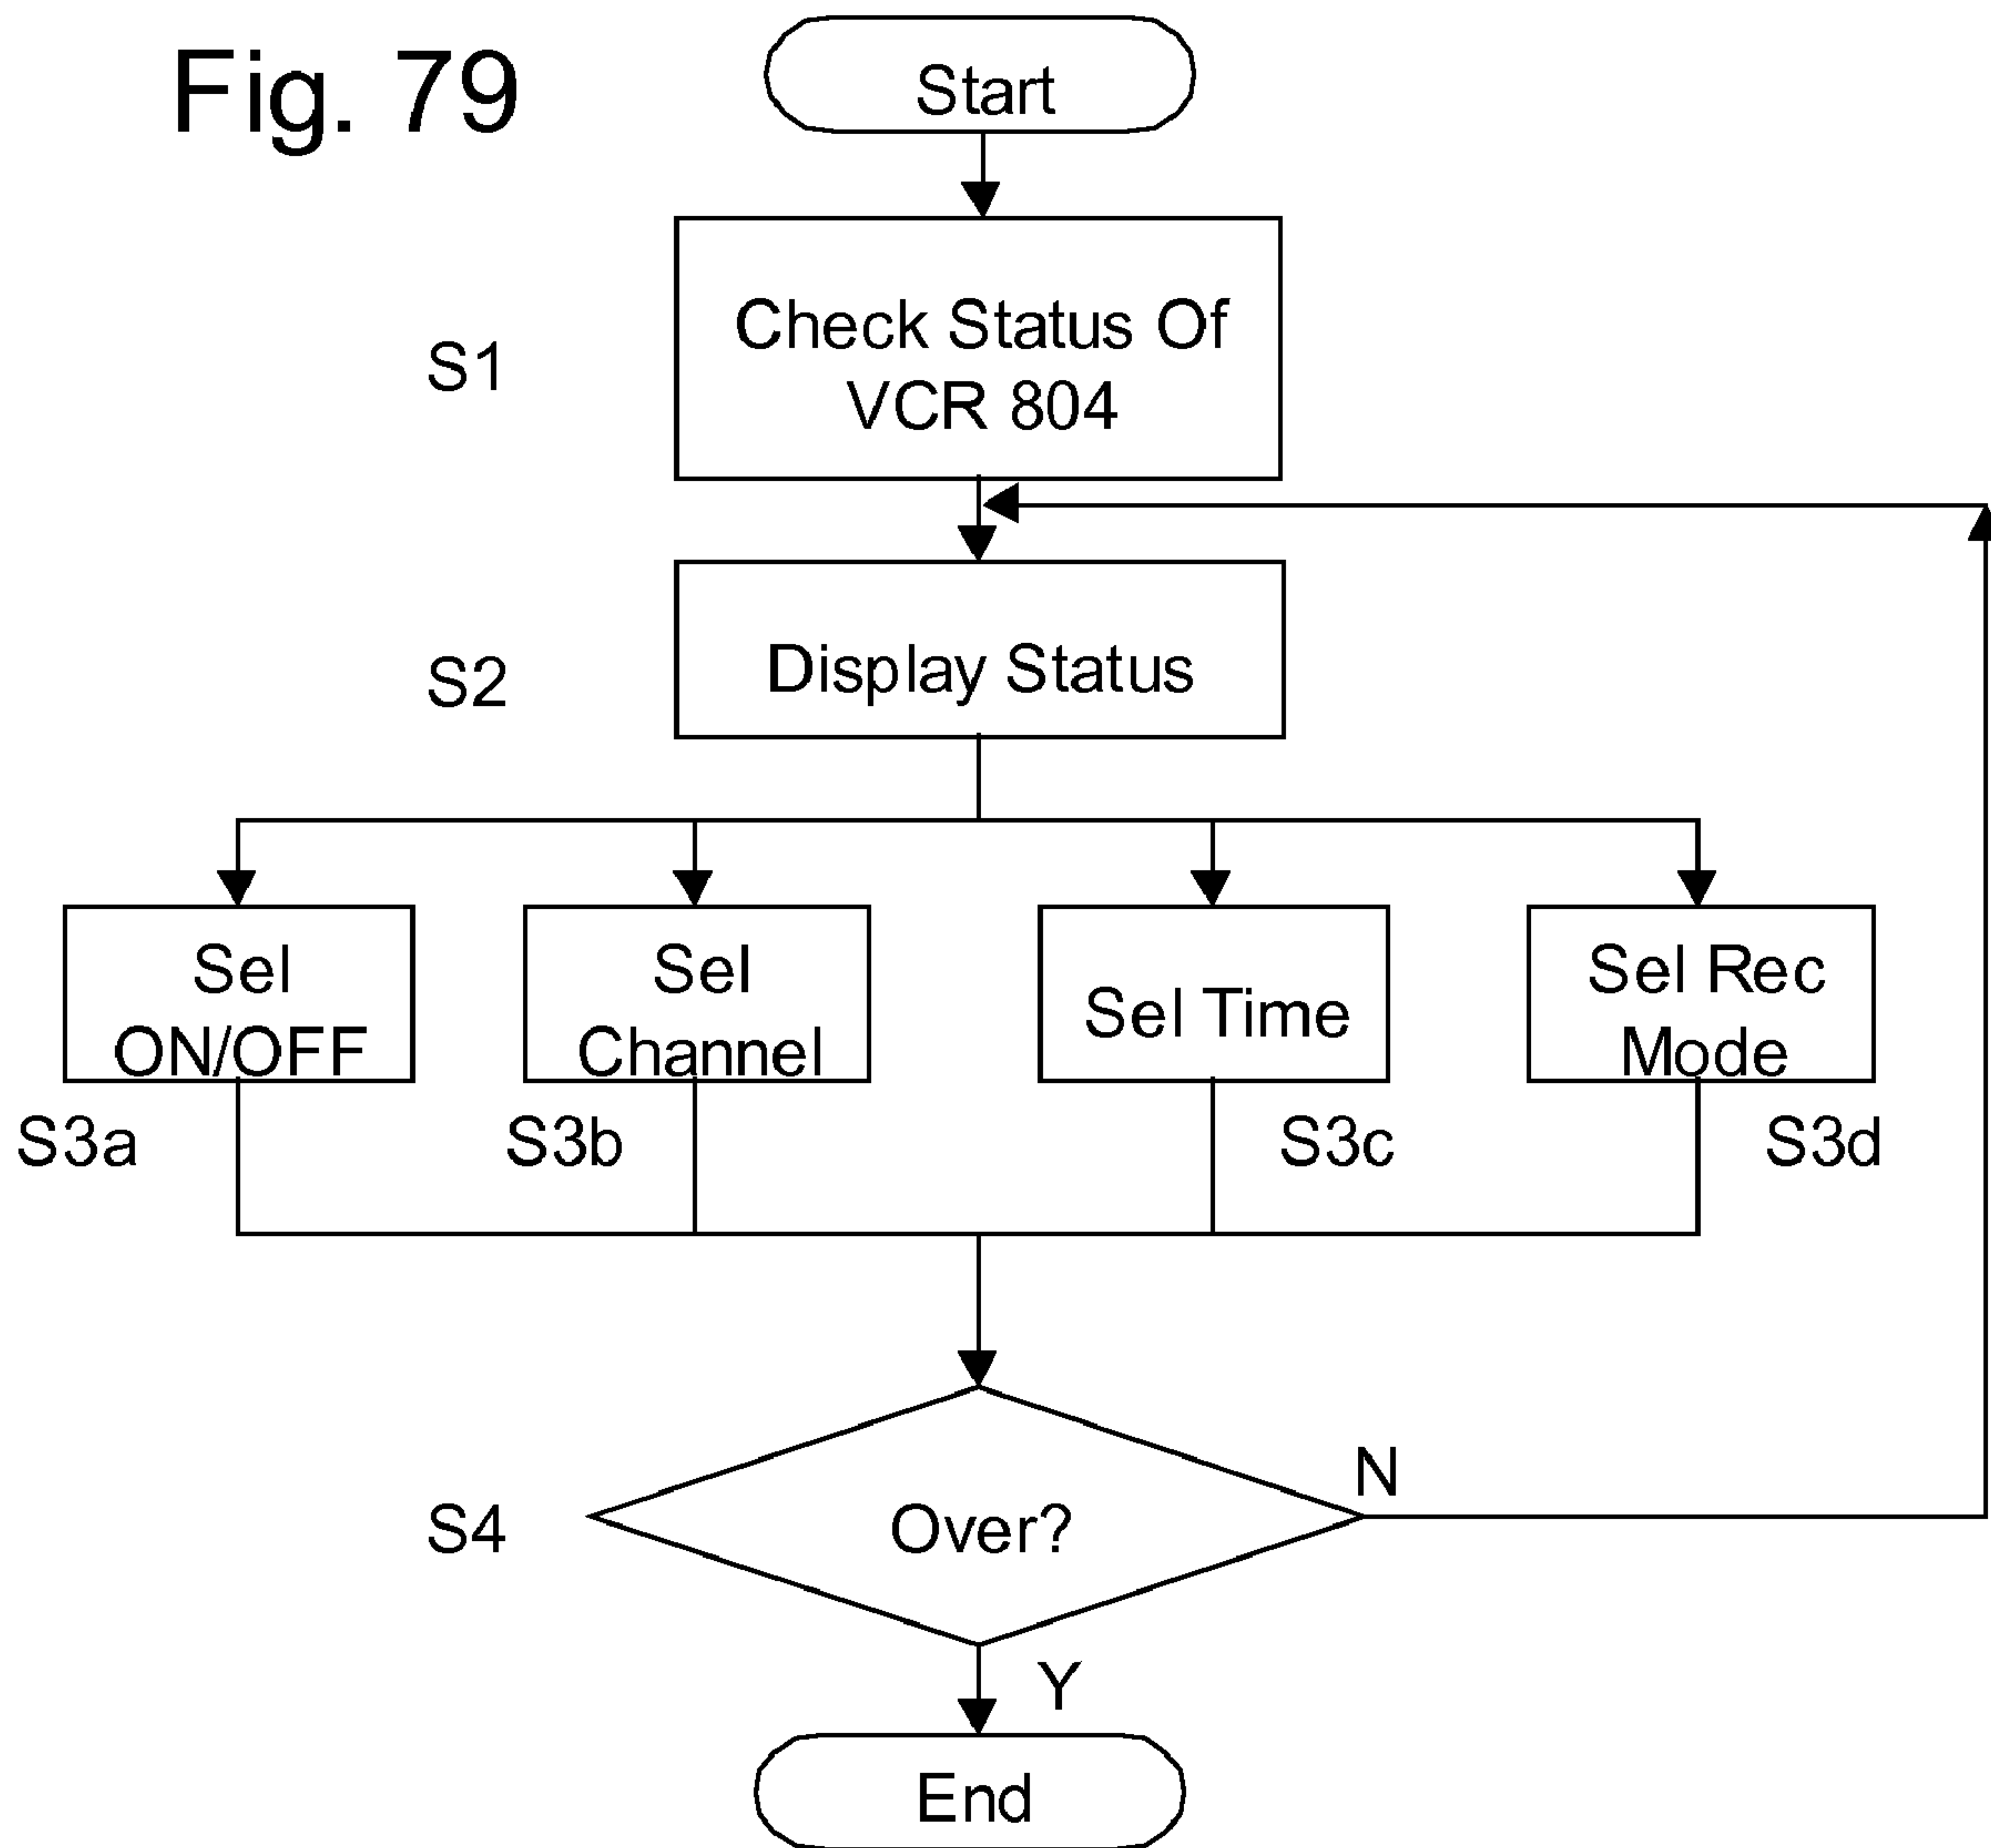 Fig. 79
Start
S1
Check Status Of
VCR 804
S2
Display Status
Sel
ON/OFF
Sel
Channel
Sel Time
Sel Rec
Mode
S3a
S3b
S3c
S3d
S4
Over?
N
Y
End